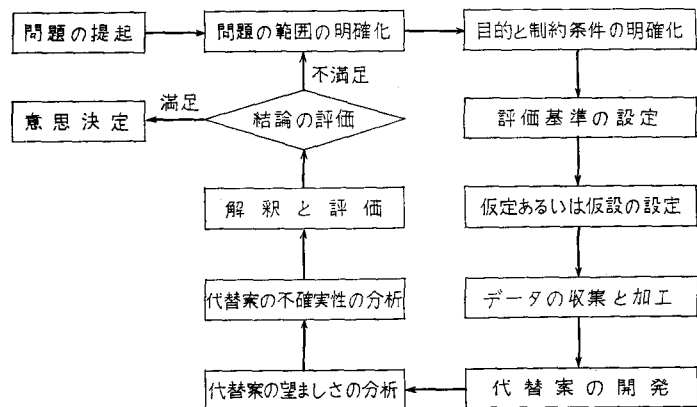 問題の提起
問題の範囲の明確化
目的と制約条件の明確化
不満足
満足
意思決定
結論の評価
評価基準の設定
解釈と評価
仮定あるいは仮設の設定
代替案の不確実性の分析
データの収集と加工
代替案の望ましさの分析
代替案の開発